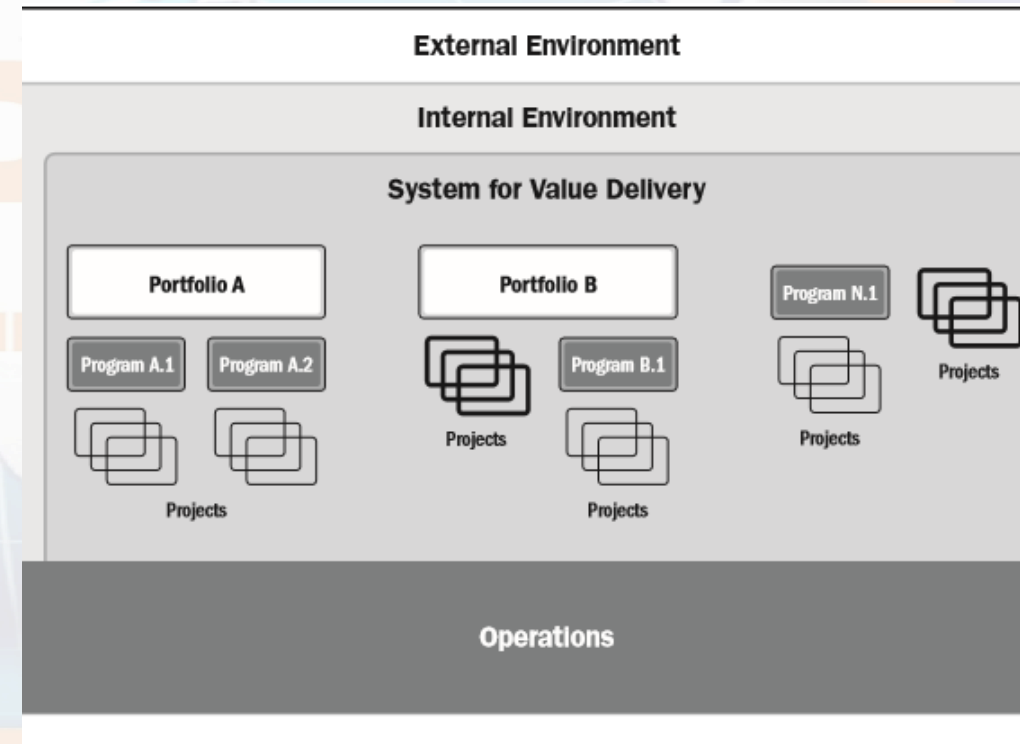 External Environment
Internal Environment
System for Value Delivery
Portfolio A
Portfolio B
Program N.1
Program A.1
Program A.2
Program B.1
Projects
Projects
Projects
Projects
Projects
Operations